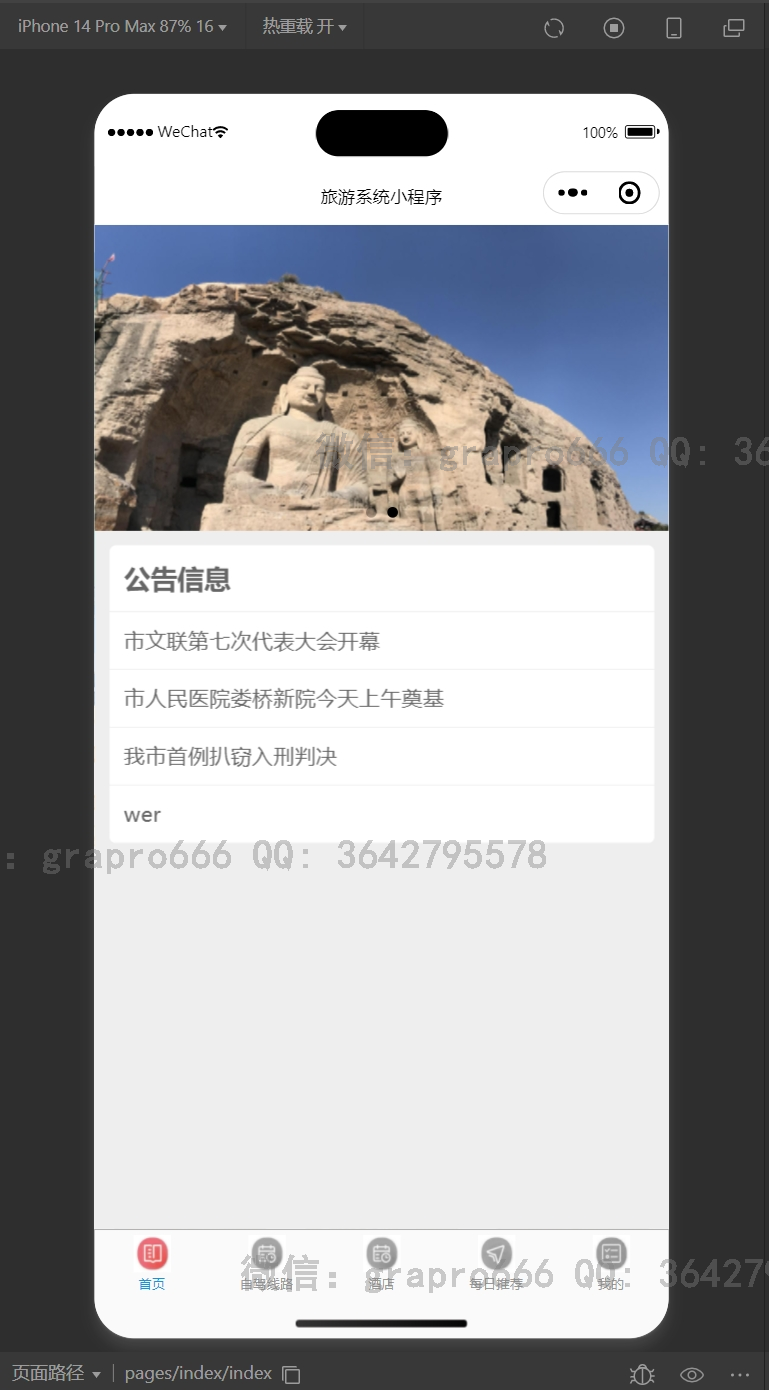 iPhone 14 Pro Max 87% 16
热重载 开
WeChat
100%
旅游系统小程序
微信: grapro666 QQ: 36
公告信息
市文联第七次代表大会开幕
市人民医院娄桥新院今天上午奠基
我市首例扒窃入刑判决
wer
: grapro666 QQ: 3642795578
微信: grapro666 QQ: 36427
首页
自驾线路
酒店
每日推荐
我的
页面路径
pages/index/index